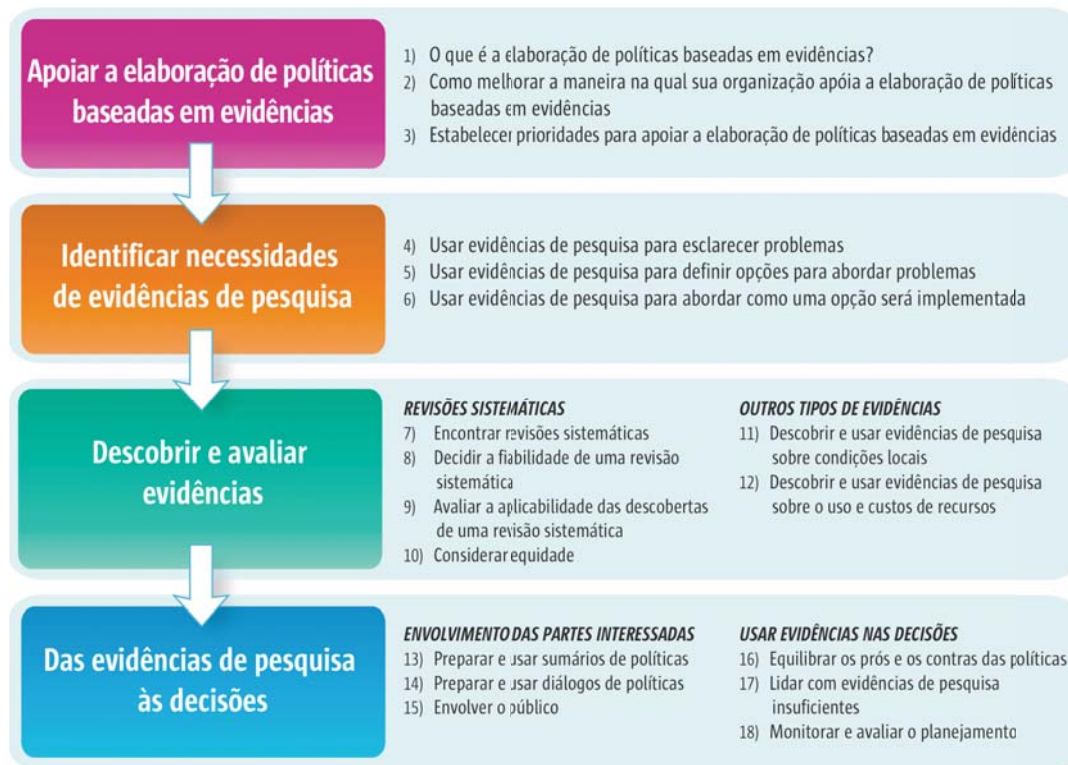 Apoiar a elaboração de políticas
baseadas em evidências
1) O que é a elaboração de políticas baseadas em evidências?
2) Como melhorar a maneira na qual sua organização apóia a elaboração de políticas
baseadas em evidências
3) Estabelecer prioridades para apoiar a elaboração de políticas baseadas em evidências
Identificar necessidades
de evidências de pesquisa
4) Usar evidências de pesquisa para esclarecer problemas
5) Usar evidências de pesquisa para definir opções para abordar problemas
6) Usar evidências de pesquisa para abordar como uma opção será implementada
Descobrir e avaliar
evidências
REVISÕES SISTEMÁTICAS
7) Encontrar revisões sistemáticas
8) Decidir a fiabilidade de uma revisão
sistemática
9) Avaliar a aplicabilidade das descobertas
de uma revisão sistemática
10) Considerar equidade
OUTROS TIPOS DE EVIDÊNCIAS
11) Descobrir e usar evidências de pesquisa
sobre condições locais
12) Descobrir e usar evidências de pesquisa
sobre o uso e custos de recursos
Das evidências de pesquisa
às decisões
ENVOLVIMENTO DAS PARTES INTERESSADAS
13) Preparar e usar sumários de políticas
14) Preparar e usar diálogos de políticas
15) Envolver o público
USAR EVIDÊNCIAS NAS DECISÕES
16) Equilibrar os prós e os contras das políticas
17) Lidar com evidências de pesquisa
insuficientes
18) Monitorar e avaliar o planejamento